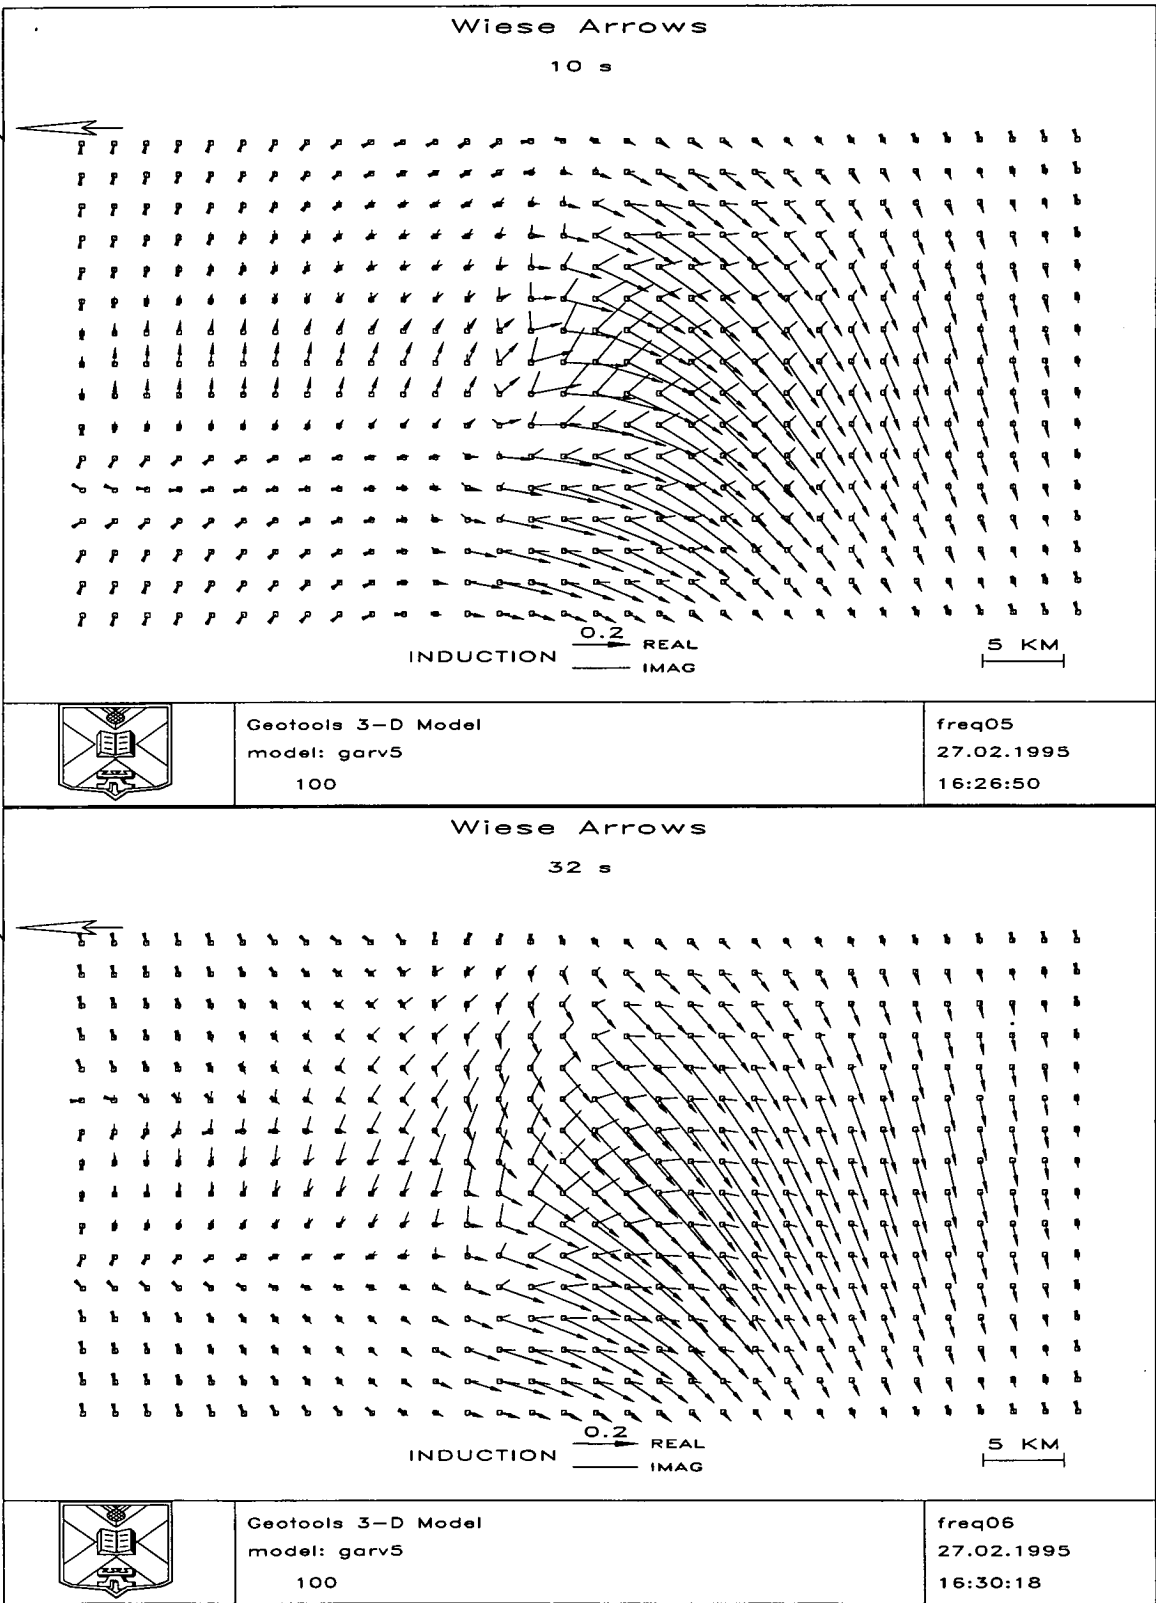 Wiese Arrows
10 s
0.2
INDUCTION
REAL
IMAG
5 KM
Geotools 3-D Model
model: garv5
100
freq05
27.02.1995
16:26:50
Wiese Arrows
32 s
0.2
INDUCTION
REAL
IMAG
5 KM
Geotools 3-D Model
model: garv5
100
freq06
27.02.1995
16:30:18